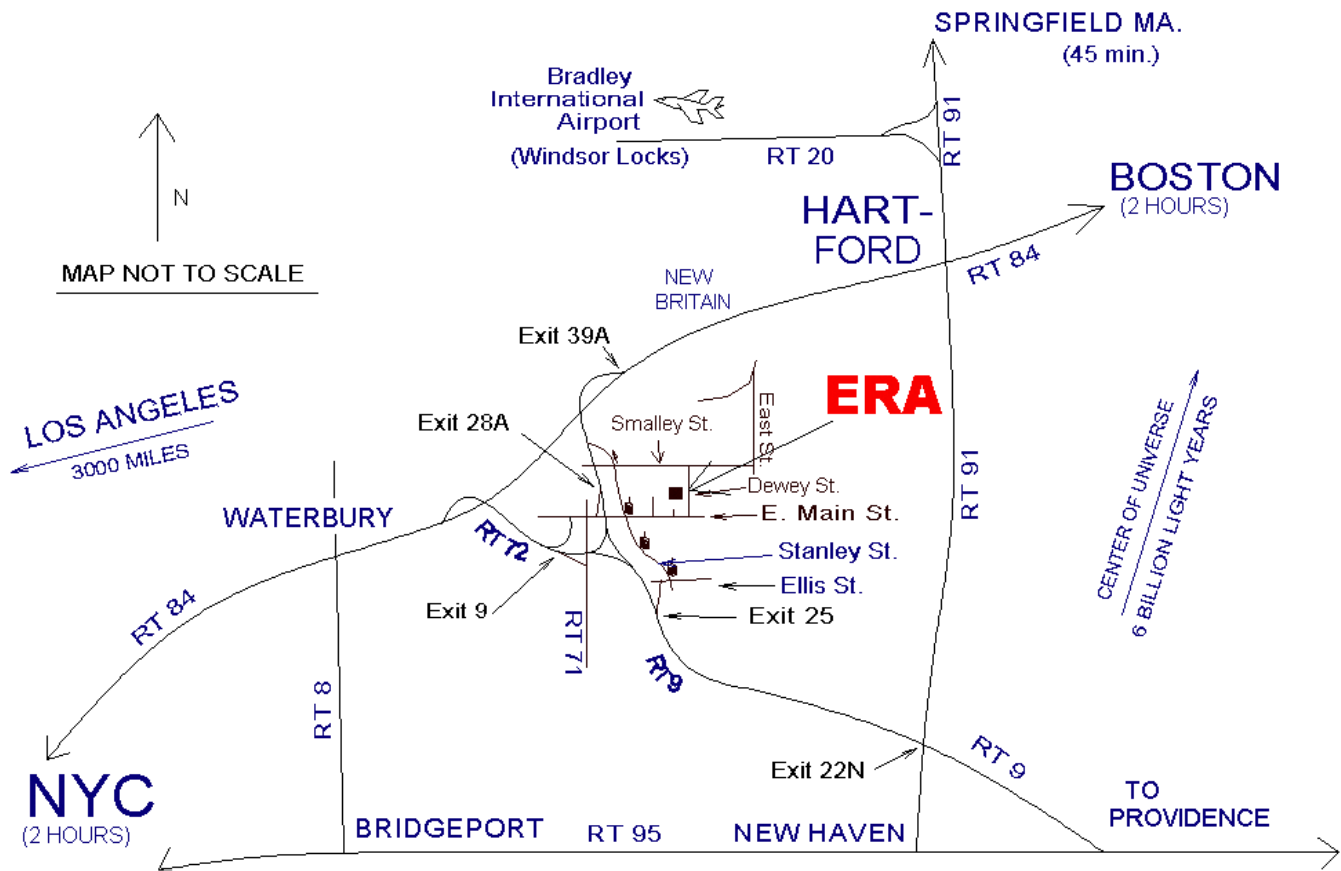 SPRINGFIELD MA.
(45 min.)
Bradley
International
Airport
(Windsor Locks)
RT 20
RT 91
N
MAP NOT TO SCALE
HART-
FORD
BOSTON
(2 HOURS)
RT 84
NEW
BRITAIN
Exit 39A
ERA
LOS ANGELES
3000 MILES
Exit 28A
Smalley St.
East St.
CENTER OF UNIVERSE
6 BILLION LIGHT YEARS
RT 91
Dewey St.
WATERBURY
E. Main St.
RT 72
Stanley St.
Ellis St.
Exit 9
Exit 25
RT 84
RT 71
RT 9
RT 8
Exit 22N
RT 9
NYC
(2 HOURS)
TO
PROVIDENCE
BRIDGEPORT
RT 95
NEW HAVEN